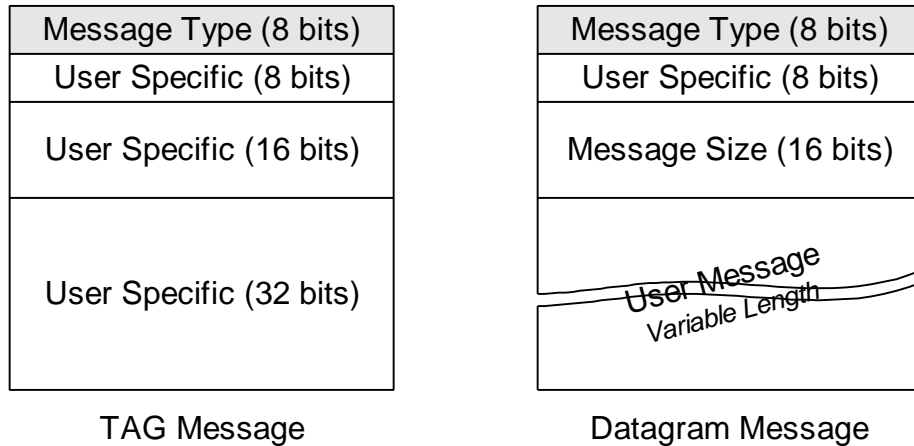 Message Type (8 bits)
User Specific (8 bits)
User Specific (16 bits)
User Specific (32 bits)
TAG Message
Message Type (8 bits)
User Specific (8 bits)
Message Size (16 bits)
User Message
Variable Length
Datagram Message